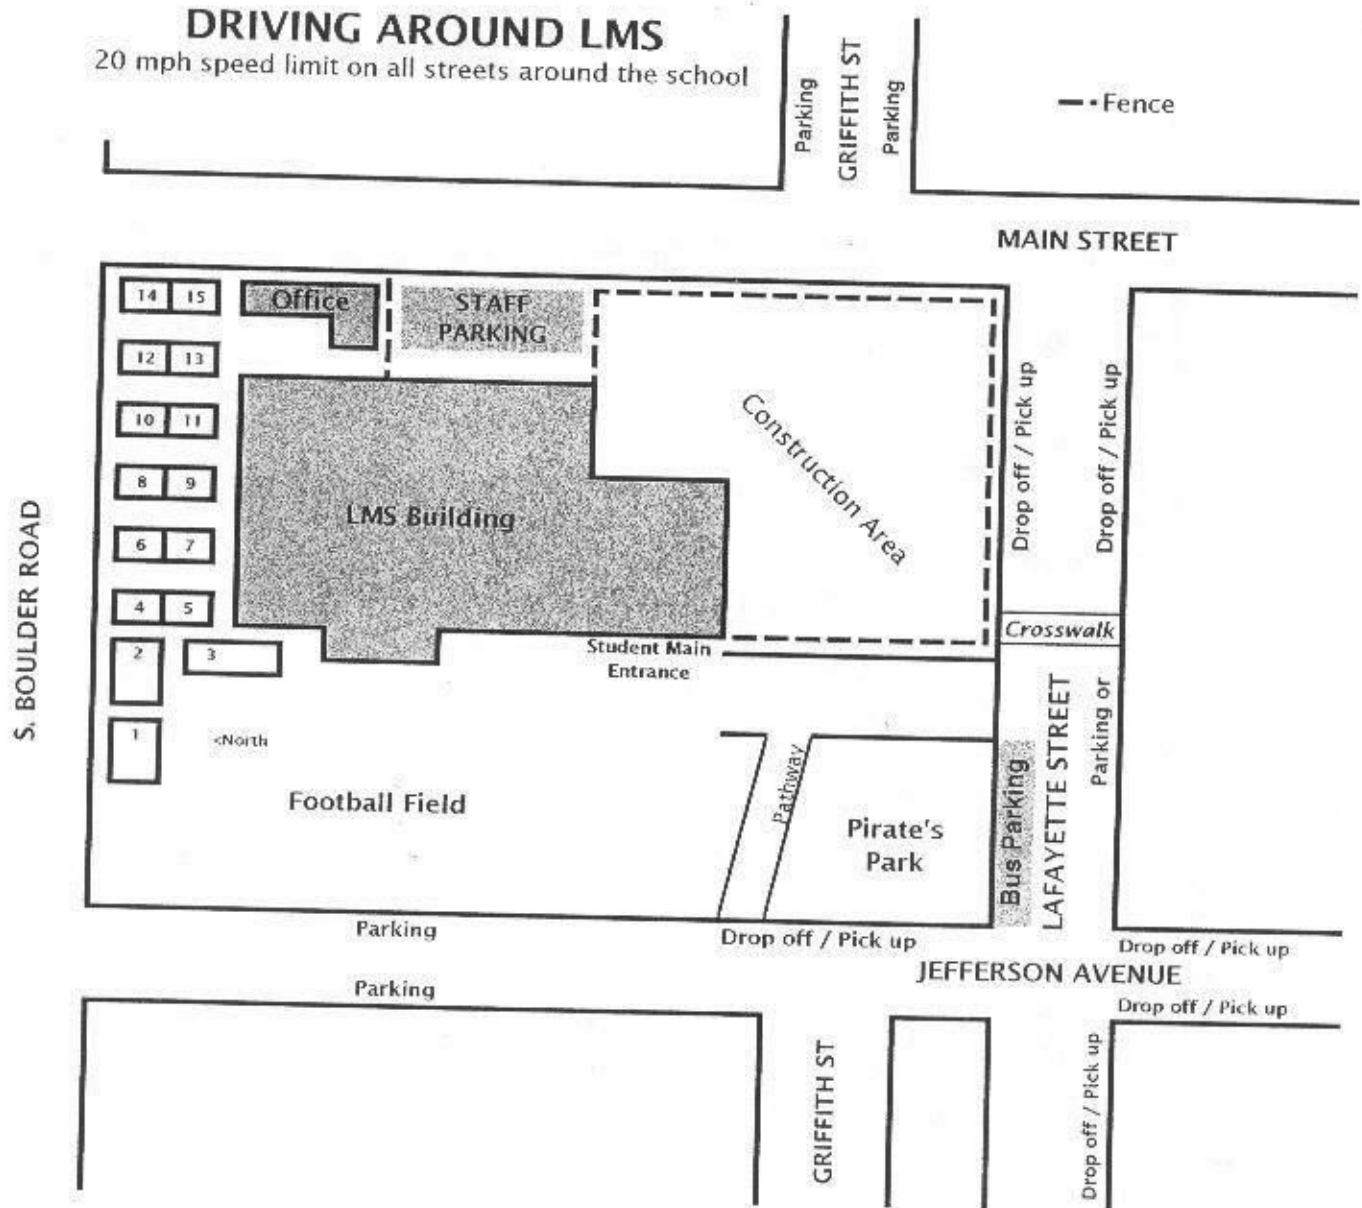 DRIVING AROUND LMS
20 mph speed limit on all streets around the school
Parking
GRIFFITH ST
Parking
Fence
MAIN STREET
14 15
Office
STAFF
PARKING
12 13
10 11
8 9
6 7
4 5
2
3
1
LMS Building
Construction Area
Drop off / Pick up
Drop off / Pick up
S. BOULDER ROAD
Crosswalk
Student Main
Entrance
<North
Football Field
Pathway
Pirate's
Park
Bus Parking
LAFAYETTE STREET
Parking or
Parking
Drop off / Pick up
Drop off / Pick up
JEFFERSON AVENUE
Parking
Drop off / Pick up
GRIFFITH ST
Drop off / Pick up